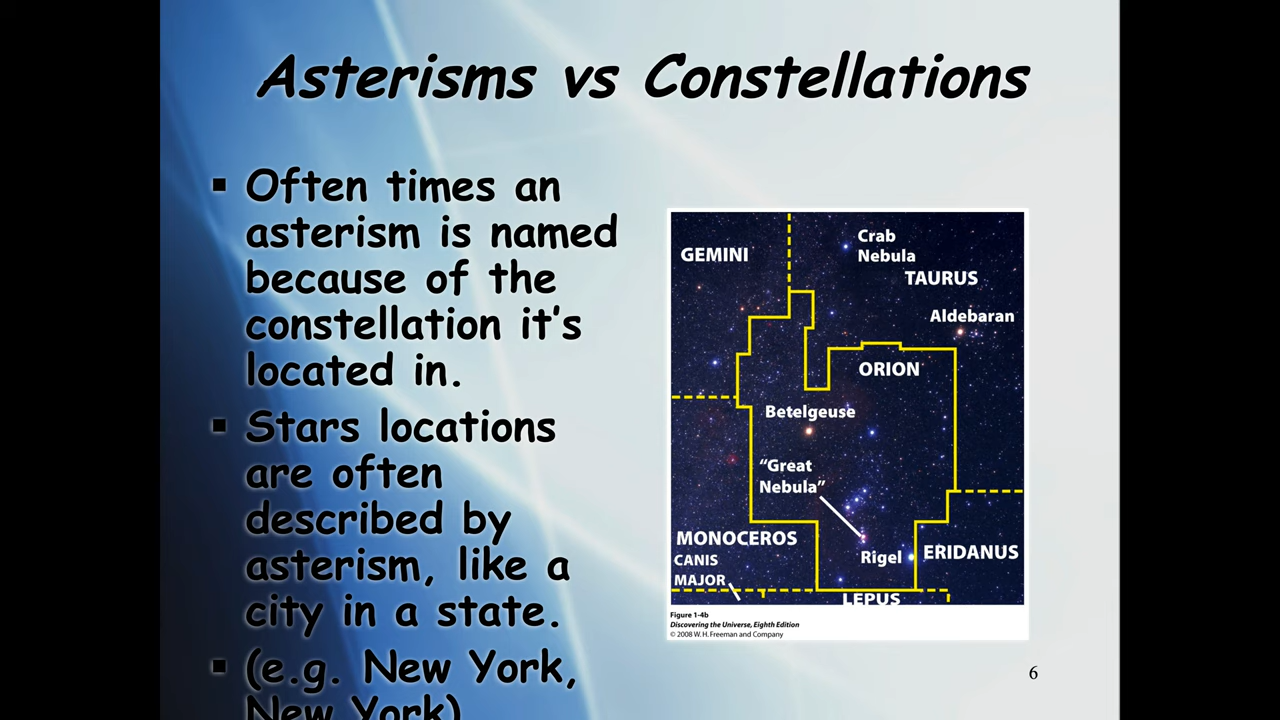 Asterisms vs Constellations
▪ Often times an
asterism is named
because of the
constellation it’s
located in.
▪ Stars locations
are often
described by
asterism, like a
city in a state.
▪ (e.g. New York,
New York)
GEMINI
Crab
Nebula
TAURUS
Aldebaran
ORION
Betelgeuse
“Great
Nebula”
MONOCEROS
CANIS
MAJOR
Rigel
ERIDANUS
LEPUS
Figure 1-4b
Discovering the Universe, Eighth Edition
© 2008 W. H. Freeman and Company
6